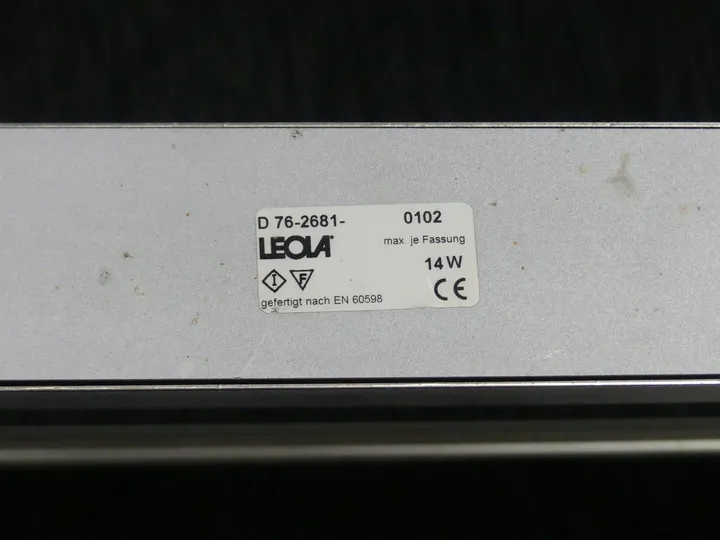 D 76-2681- 0102
LEOLA
max. je Fassung
14 W
I F
gefertigt nach EN 60598
CE